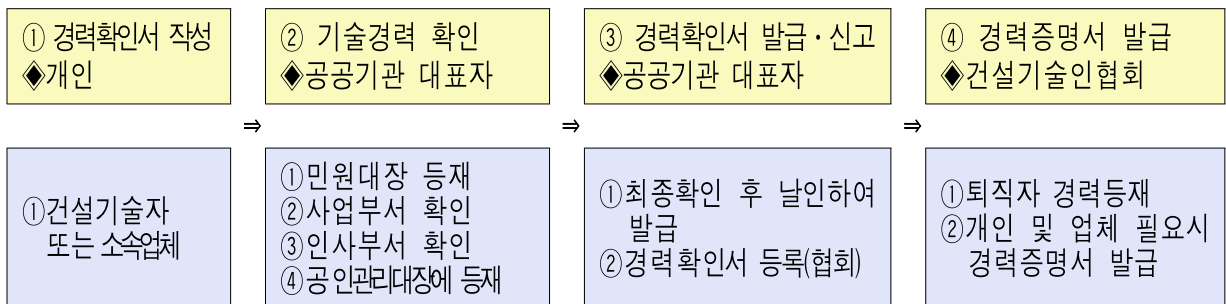 ① 경력확인서 작성
◈개인
② 기술경력 확인
◈공공기관 대표자
③ 경력확인서 발급·신고
◈공공기관 대표자
④ 경력증명서 발급
◈건설기술인협회
⇒
⇒
⇒
①건설기술자
또는 소속업체
①민원대장 등재
②사업부서 확인
③인사부서 확인
④공인관리대장에 등재
①최종확인 후 날인하여
발급
②경력확인서 등록(협회)
①퇴직자 경력등재
②개인 및 업체 필요시
경력증명서 발급